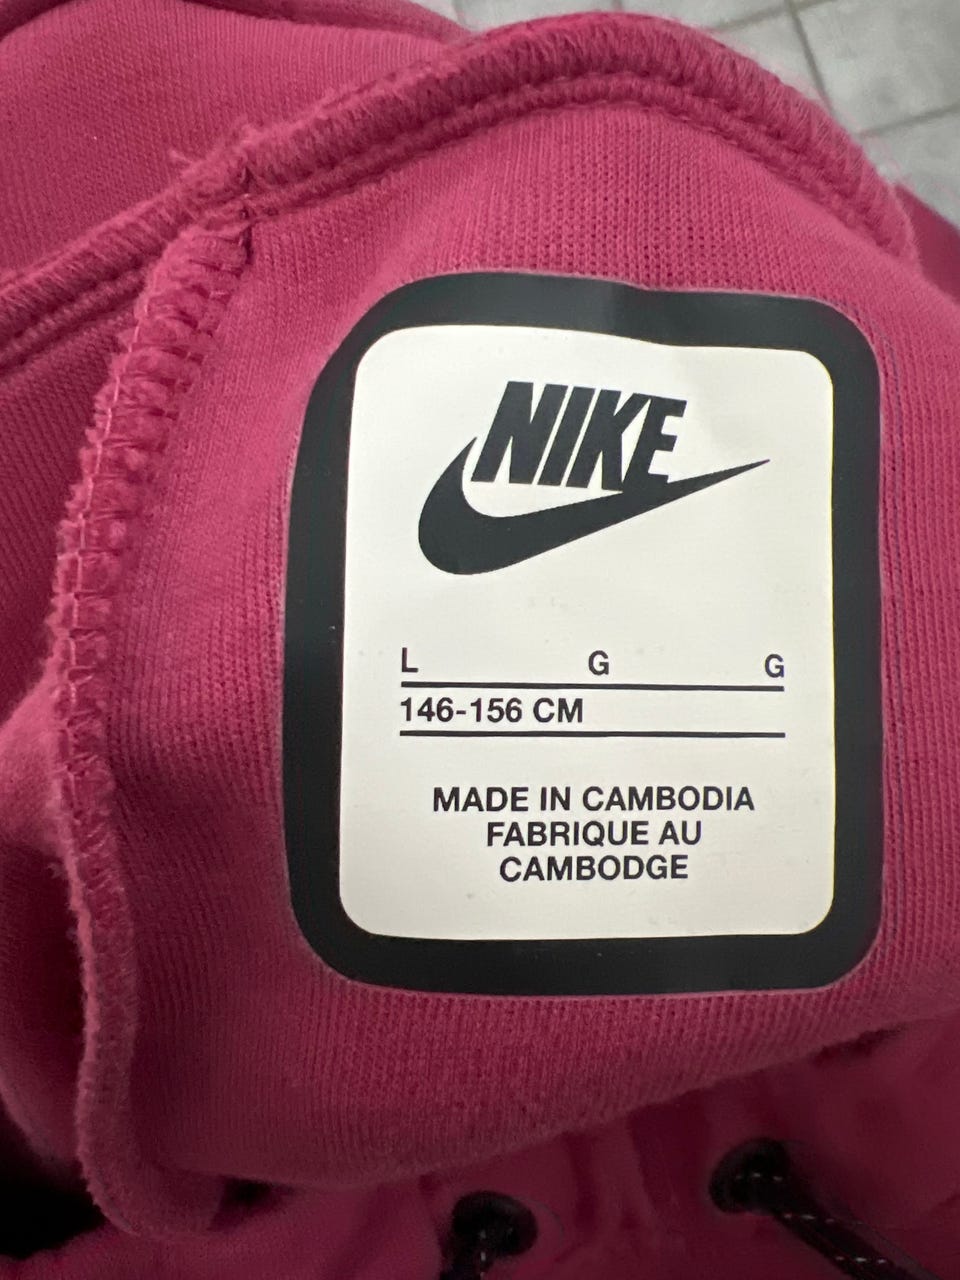 NIKE
L G G
146-156 CM
MADE IN CAMBODIA
FABRIQUE AU
CAMBODGE